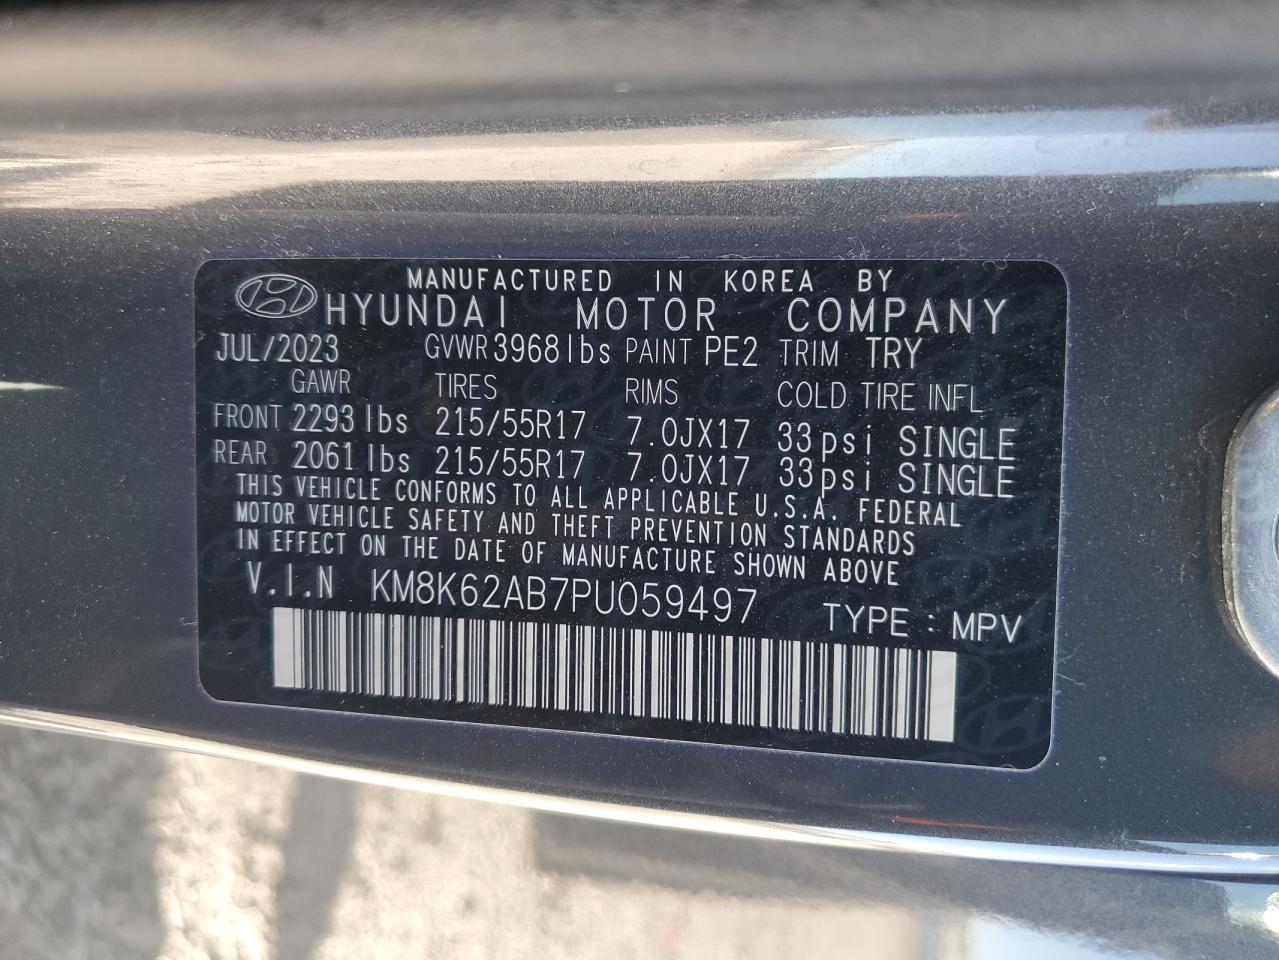 MANUFACTURED IN KOREA BY
HYUNDAI MOTOR COMPANY
JUL/2023 GVWR 3968 lbs PAINT PE2 TRIM TRY
GAWR TIRES RIMS COLD TIRE INFL
FRONT 2293 lbs 215/55R17 7.0JX17 33psi SINGLE
REAR 2061 lbs 215/55R17 7.0JX17 33psi SINGLE
THIS VEHICLE CONFORMS TO ALL APPLICABLE U.S.A. FEDERAL
MOTOR VEHICLE SAFETY AND THEFT PREVENTION STANDARDS
IN EFFECT ON THE DATE OF MANUFACTURE SHOWN ABOVE
V.I.N KM8K62AB7PU059497 TYPE : MPV